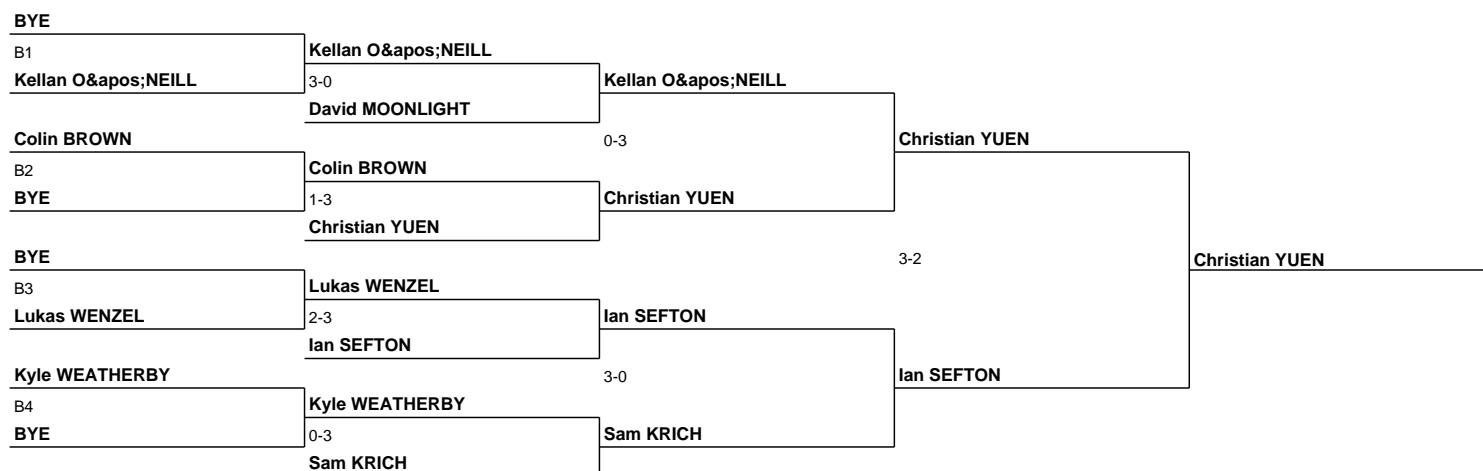 BYE
B1
Kellan O&apos;NEILL
Kellan O&apos;NEILL
3-0
Kellan O&apos;NEILL
David MOONLIGHT
Colin BROWN
0-3
Christian YUEN
B2
Colin BROWN
BYE
1-3
Christian YUEN
Christian YUEN
BYE
3-2
Christian YUEN
B3
Lukas WENZEL
Lukas WENZEL
2-3
Ian SEFTON
Ian SEFTON
Kyle WEATHERBY
3-0
Ian SEFTON
B4
Kyle WEATHERBY
BYE
0-3
Sam KRICH
Sam KRICH